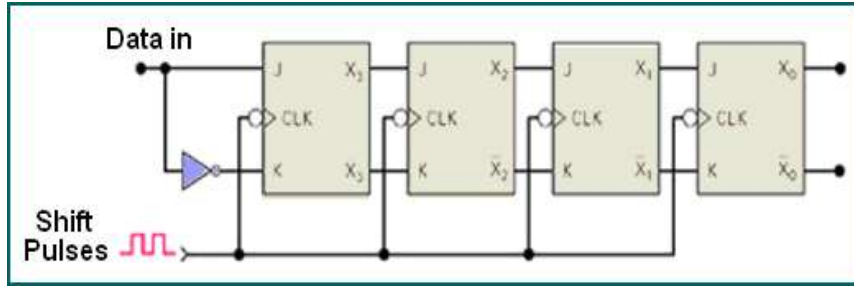 Data in
J X₃ J X₂ J X₁ J X₀
CLK CLK CLK CLK
K X̅₃ K X̅₂ K X̅₁ K X̅₀
Shift
Pulses